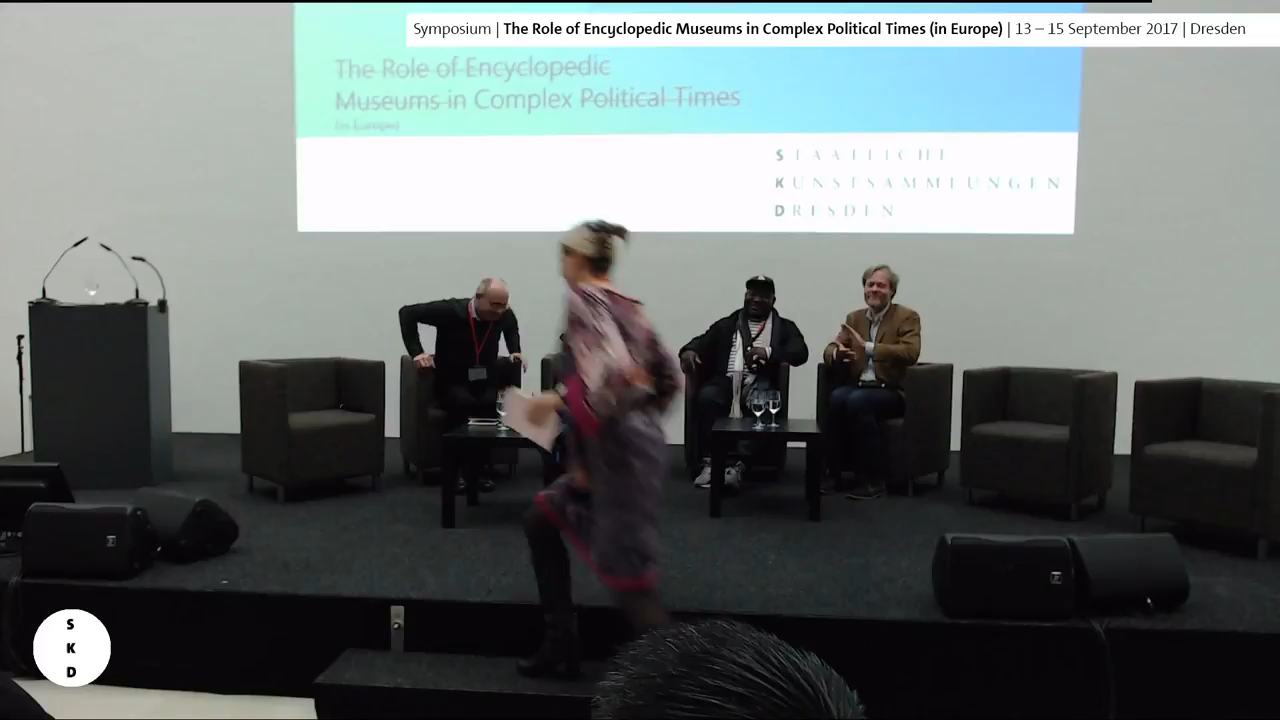 Symposium | The Role of Encyclopedic Museums in Complex Political Times (in Europe) | 13 – 15 September 2017 | Dresden
The Role of Encyclopedic
Museums in Complex Political Times
(in Europe)
STAATLICHE
KUNSTSAMMLUNGEN
DRESDEN
S
K
D